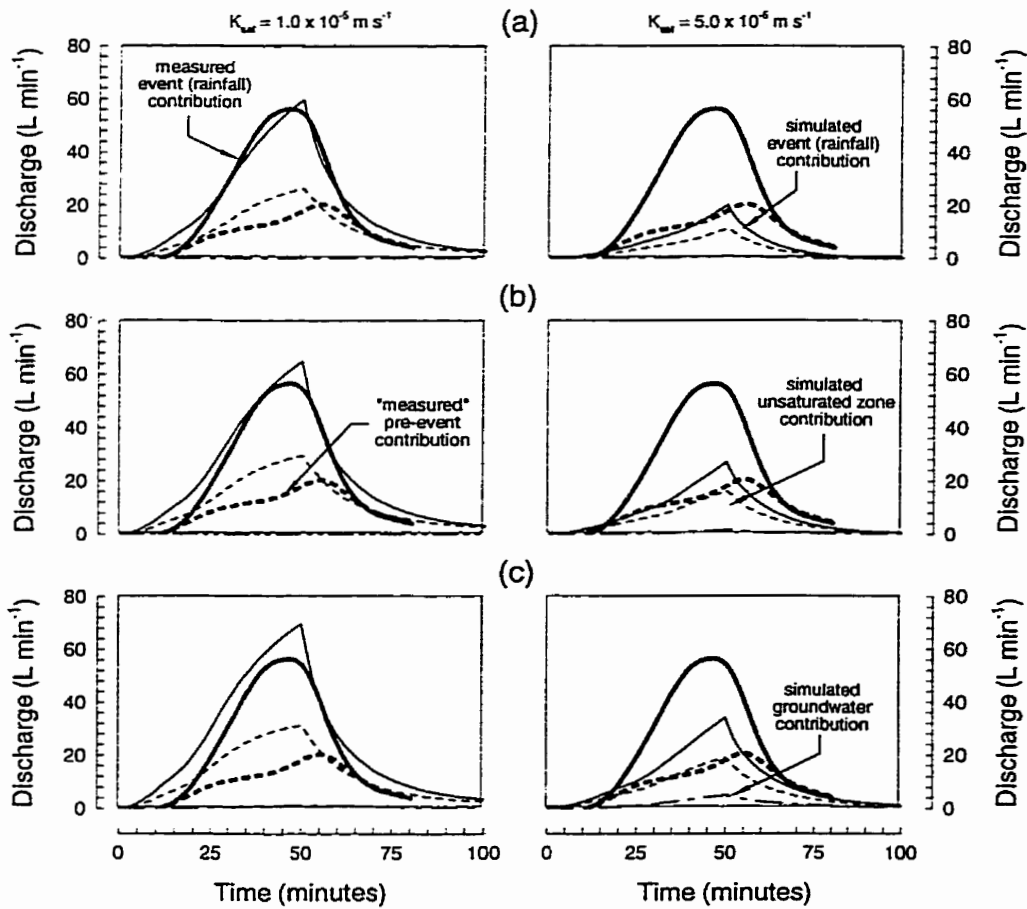 K_sat = 1.0 x 10⁻⁵ m s⁻¹
(a)
K_sat = 5.0 x 10⁻⁵ m s⁻¹
Discharge (L min⁻¹)
80
60
40
20
0
measured
event (rainfall)
contribution
simulated
event (rainfall)
contribution
80
60
40
20
0
Discharge (L min⁻¹)
(b)
Discharge (L min⁻¹)
80
60
40
20
0
"measured"
pre-event
contribution
simulated
unsaturated zone
contribution
80
60
40
20
0
Discharge (L min⁻¹)
(c)
Discharge (L min⁻¹)
80
60
40
20
0
simulated
groundwater
contribution
80
60
40
20
0
Discharge (L min⁻¹)
0 25 50 75 100
Time (minutes)
0 25 50 75 100
Time (minutes)